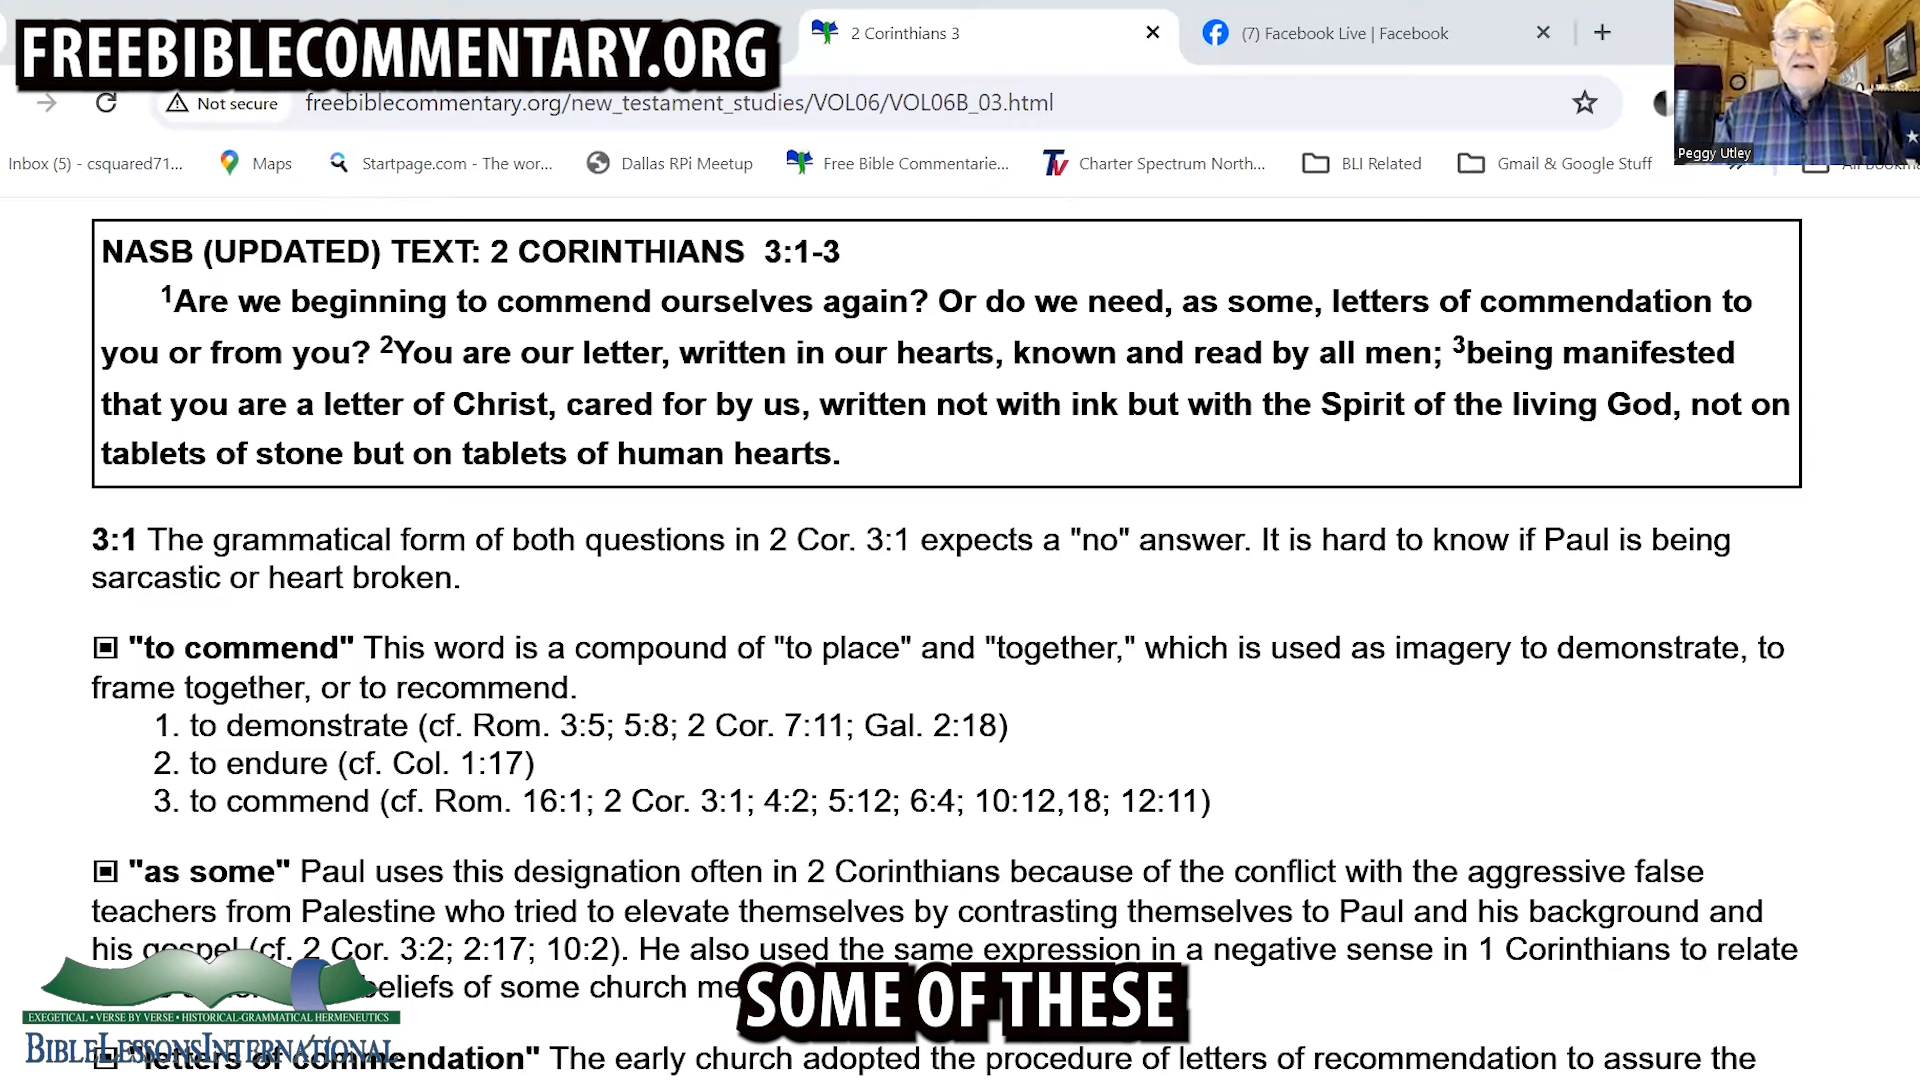 FREEBIBLECOMMENTARY.ORG
2 Corinthians 3
(7) Facebook Live | Facebook
Not secure
freebiblecommentary.org/new_testament_studies/VOL06/VOL06B_03.html
Peggy Utley
Inbox (5) - csquared71...
Maps
Startpage.com - The wor...
Dallas RPi Meetup
Free Bible Commentarie...
Charter Spectrum North...
BLI Related
Gmail & Google Stuff
NASB (UPDATED) TEXT: 2 CORINTHIANS 3:1-3
1Are we beginning to commend ourselves again? Or do we need, as some, letters of commendation to
you or from you? 2You are our letter, written in our hearts, known and read by all men; 3being manifested
that you are a letter of Christ, cared for by us, written not with ink but with the Spirit of the living God, not on
tablets of stone but on tablets of human hearts.
3:1 The grammatical form of both questions in 2 Cor. 3:1 expects a "no" answer. It is hard to know if Paul is being
sarcastic or heart broken.
"to commend" This word is a compound of "to place" and "together," which is used as imagery to demonstrate, to
frame together, or to recommend.
1. to demonstrate (cf. Rom. 3:5; 5:8; 2 Cor. 7:11; Gal. 2:18)
2. to endure (cf. Col. 1:17)
3. to commend (cf. Rom. 16:1; 2 Cor. 3:1; 4:2; 5:12; 6:4; 10:12,18; 12:11)
"as some" Paul uses this designation often in 2 Corinthians because of the conflict with the aggressive false
teachers from Palestine who tried to elevate themselves by contrasting themselves to Paul and his background and
his gospel (cf. 2 Cor. 3:2; 2:17; 10:2). He also used the same expression in a negative sense in 1 Corinthians to relate
beliefs of some church
SOME OF THESE
EXEGETICAL • VERSE BY VERSE • HISTORICAL-GRAMMATICAL HERMENEUTICS
BIBLELESSONSINTERNATIONAL
"letters of commendation" The early church adopted the procedure of letters of recommendation to assure the